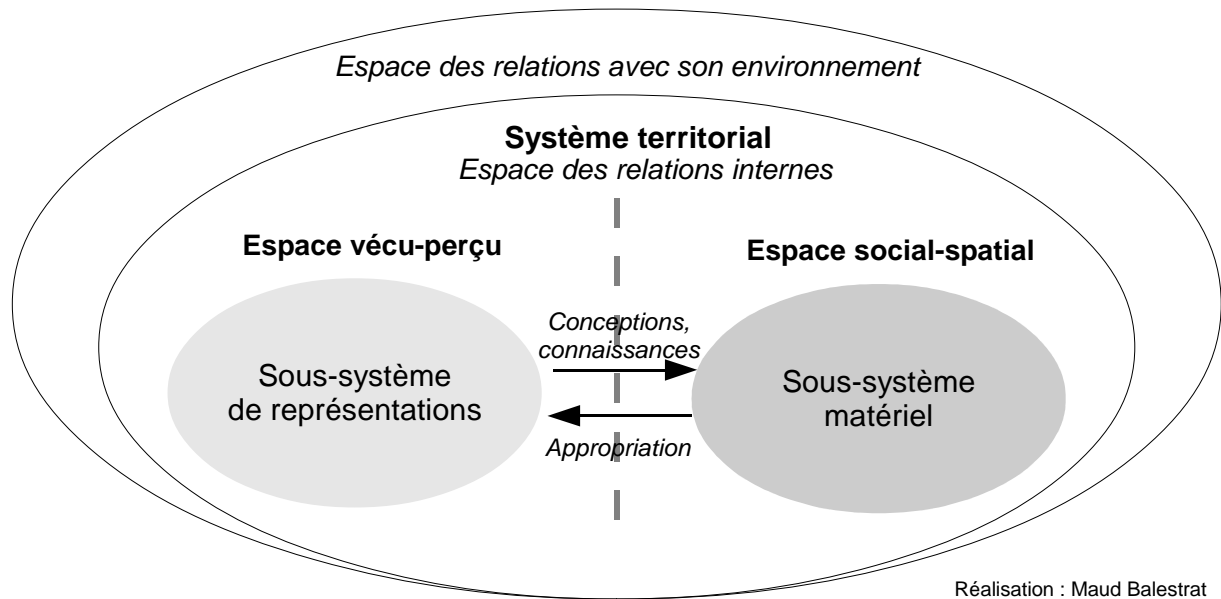 Espace des relations avec son environnement
Système territorial
Espace des relations internes
Espace vécu-perçu
Espace social-spatial
Conceptions,
connaissances
Sous-système
de représentations
Sous-système
matériel
Appropriation
Réalisation : Maud Balestrat